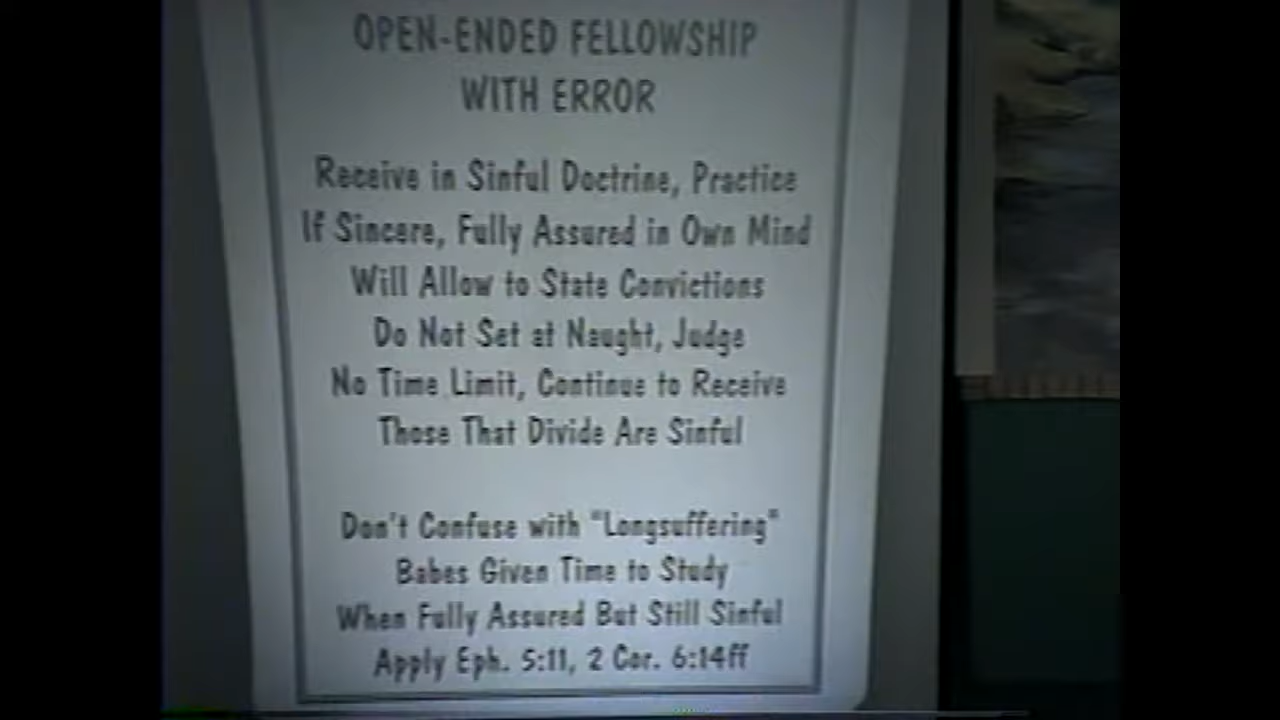 OPEN-ENDED FELLOWSHIP
WITH ERROR
Receive in Sinful Doctrine, Practice
If Sincere, Fully Assured in Own Mind
Will Allow to State Convictions
Do Not Set at Naught, Judge
No Time Limit, Continue to Receive
Those That Divide Are Sinful
Don't Confuse with "Longsuffering"
Babes Given Time to Study
When Fully Assured But Still Sinful
Apply Eph. 5:11, 2 Cor. 6:14ff